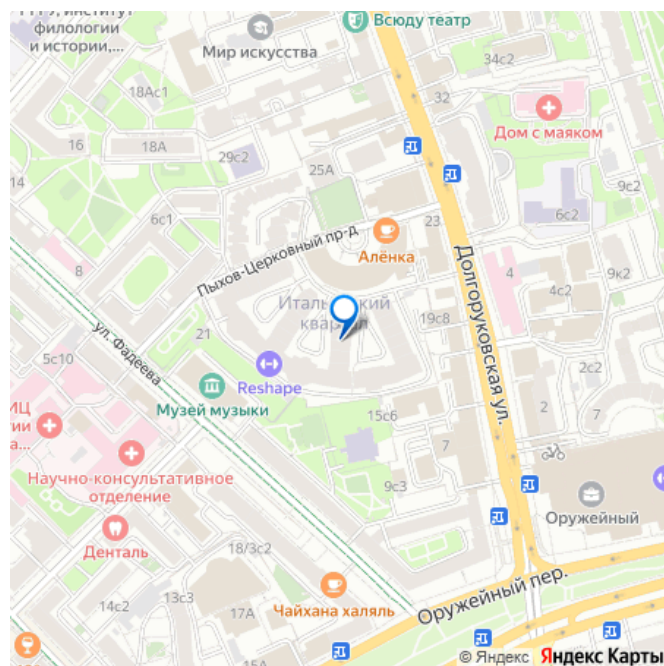 филологии
и истории,...
Всюду театр
Мир искусства
18Ас1
32
16
18А
29с2
Дом с маяком
14
25А
9с2
6с1
6с2
23
Алёнка
Пыхов-Церковный пр-д
Долгоруковская ул.
8
4
9к2
4с2
Итальянский
квартал
19с8
ул. Фадеева
21
5с10
2с2
Reshape
Музей музыки
15с6
2
7
7
Научно-консультативное
отделение
9с3
Оружейный
Денталь
18/3с2
Оружейный пер.
14с2
13с3
17А
Чайхана халяль
18А
© Яндекс Яндекс Карты